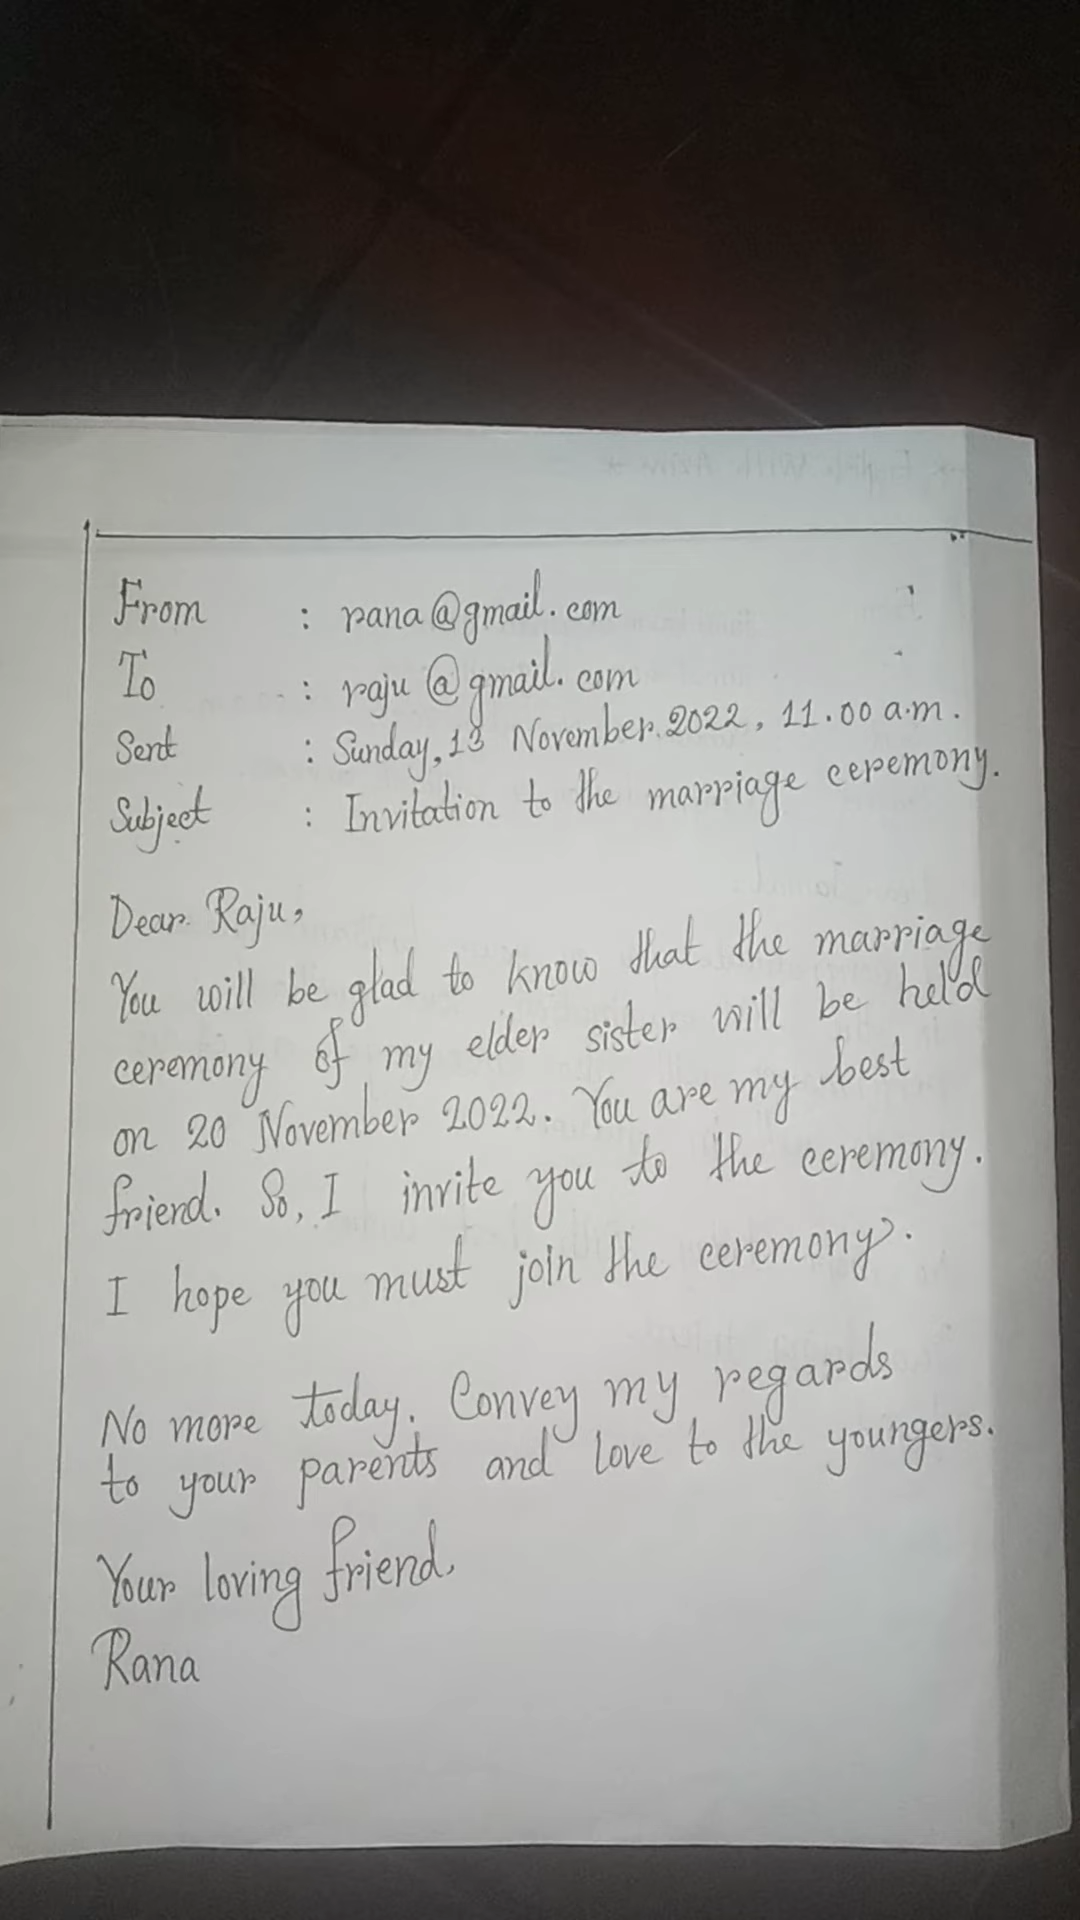 From : rana@gmail.com
To : raju@gmail.com
Sent : Sunday, 13 November. 2022, 11.00 a.m.
Subject : Invitation to the marriage ceremony.
Dear Raju,
You will be glad to know that the marriage
ceremony of my elder sister will be held
on 20 November 2022. You are my best
friend. So, I invite you to the ceremony.
I hope you must join the ceremony.
No more today. Convey my regards
to your parents and love to the youngers.
Your loving friend,
Rana